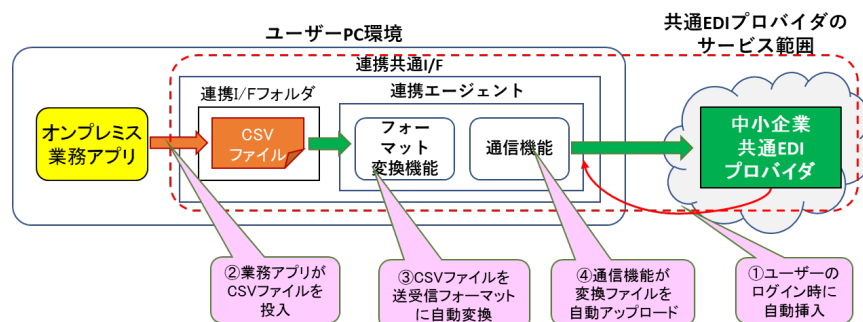 ユーザーPC環境
共通EDIプロバイダの
サービス範囲
連携共通I/F
連携I/Fフォルダ
連携エージェント
オンプレミス
業務アプリ
CSV
ファイル
フォー
マット
変換機能
通信機能
中小企業
共通EDI
プロバイダ
②業務アプリが
CSVファイルを
投入
③CSVファイルを
送受信フォーマット
に自動変換
④通信機能が
変換ファイルを
自動アップロード
①ユーザーの
ログイン時に
自動挿入